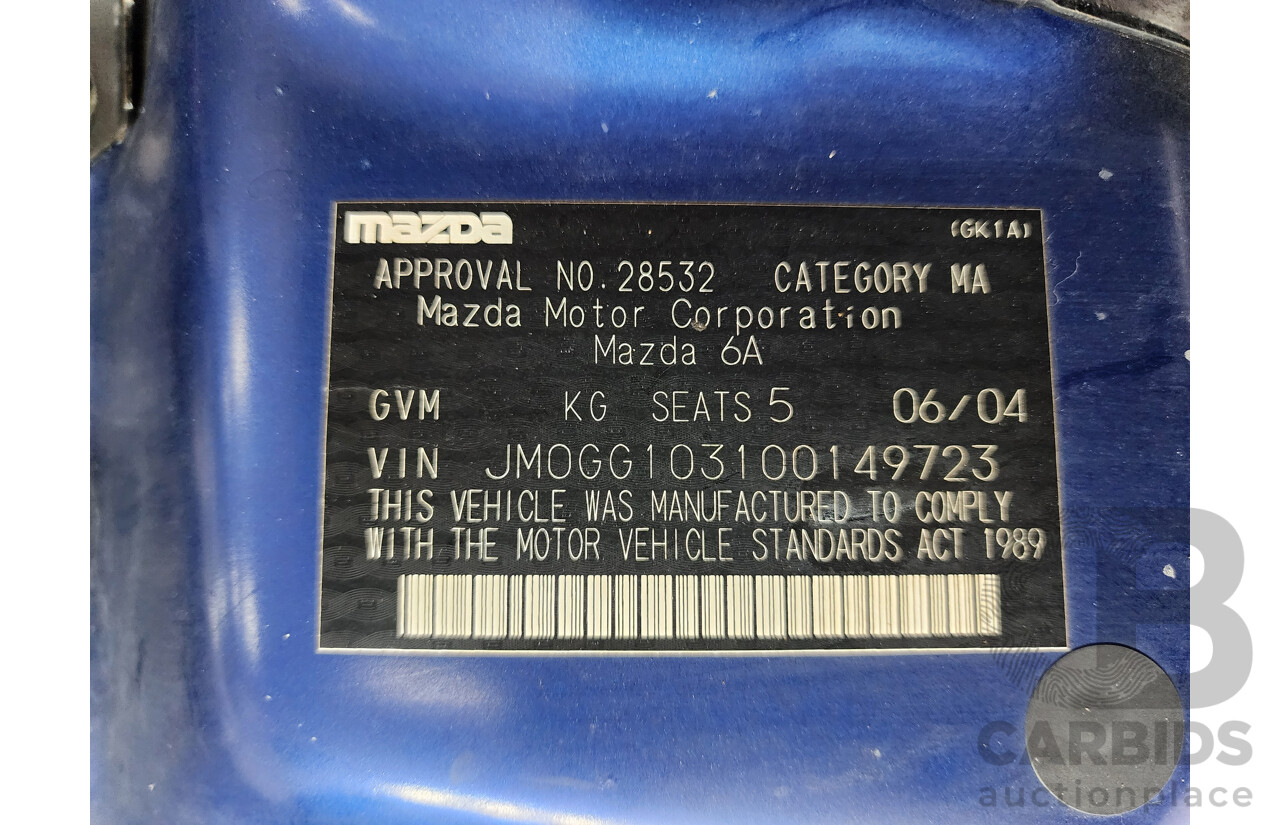 mazda (GK1A)
APPROVAL NO.28532 CATEGORY MA
Mazda Motor Corporation
Mazda 6A
GVM KG SEATS 5 06/04
VIN JM0GG103100149723
THIS VEHICLE WAS MANUFACTURED TO COMPLY
WITH THE MOTOR VEHICLE STANDARDS ACT 1989
CARBIDS
auctionplace